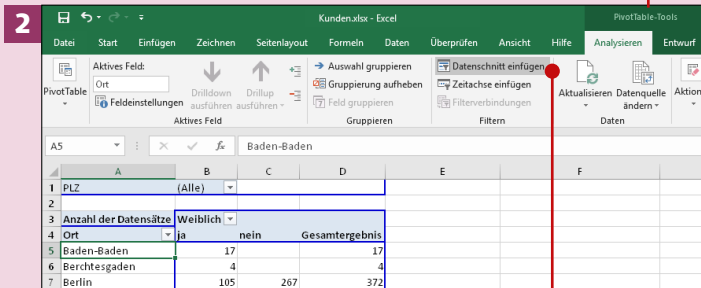 2
Kunden.xlsx - Excel
PivotTable-Tools
Datei Start Einfügen Zeichnen Seitenlayout Formeln Daten Überprüfen Ansicht Hilfe Analysieren Entwurf
PivotTable
Aktives Feld:
Ort
Feldeinstellungen
Drilldown ausführen
Drillup ausführen
Aktives Feld
Auswahl gruppieren
Gruppierung aufheben
Feld gruppieren
Gruppieren
Datenschnitt einfügen
Zeitachse einfügen
Filterverbindungen
Filtern
Aktualisieren
Datenquelle ändern
Daten
Aktion
A5 fx Baden-Baden
A B C D E F
1 PLZ (Alle)
2
3 Anzahl der Datensätze Weiblich
4 Ort ja nein Gesamtergebnis
5 Baden-Baden 17 17
6 Berchtesgaden 4 4
7 Berlin 105 267 372